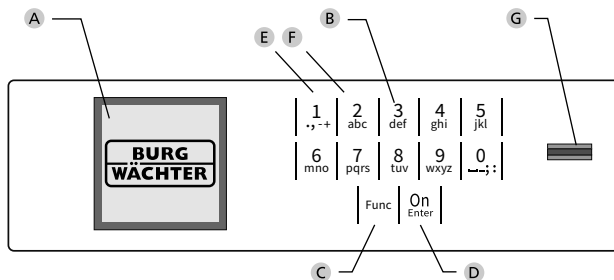 A
E F B
G
1 2 3 4 5
.,-+ abc def ghi jkl
BURG
WÄCHTER
6 7 8 9 0
mno pqrs tuv wxyz ⎵–;:
Func On
Enter
C D